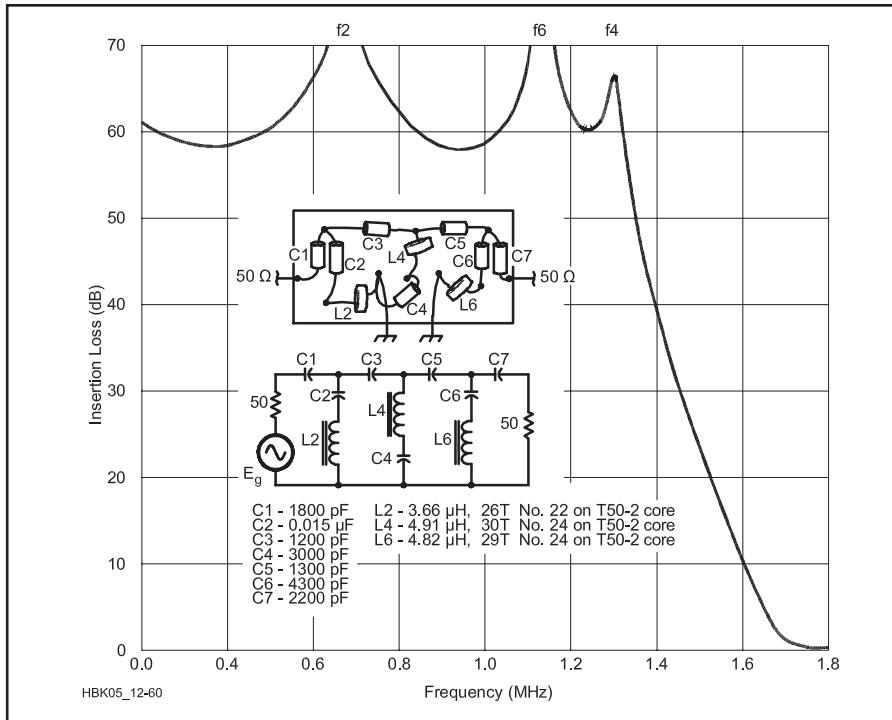 f2 f6 f4
70
60
50
40
30
20
10
0
Insertion Loss (dB)
C1 C2 C3 L4 C5 C6 C7
50 Ω 50 Ω
L2 C4 L6
C1 C3 C5 C7
50 C2 L4 C6 50
L2 C4 L6
Eg
C1 - 1800 pF L2 - 3.66 µH, 26T No. 22 on T50-2 core
C2 - 0.015 µF L4 - 4.91 µH, 30T No. 24 on T50-2 core
C3 - 1200 pF L6 - 4.82 µH, 29T No. 24 on T50-2 core
C4 - 3000 pF
C5 - 1300 pF
C6 - 4300 pF
C7 - 2200 pF
0.0 0.4 0.6 0.8 1.0 1.2 1.4 1.6 1.8
HBK05_12-60
Frequency (MHz)